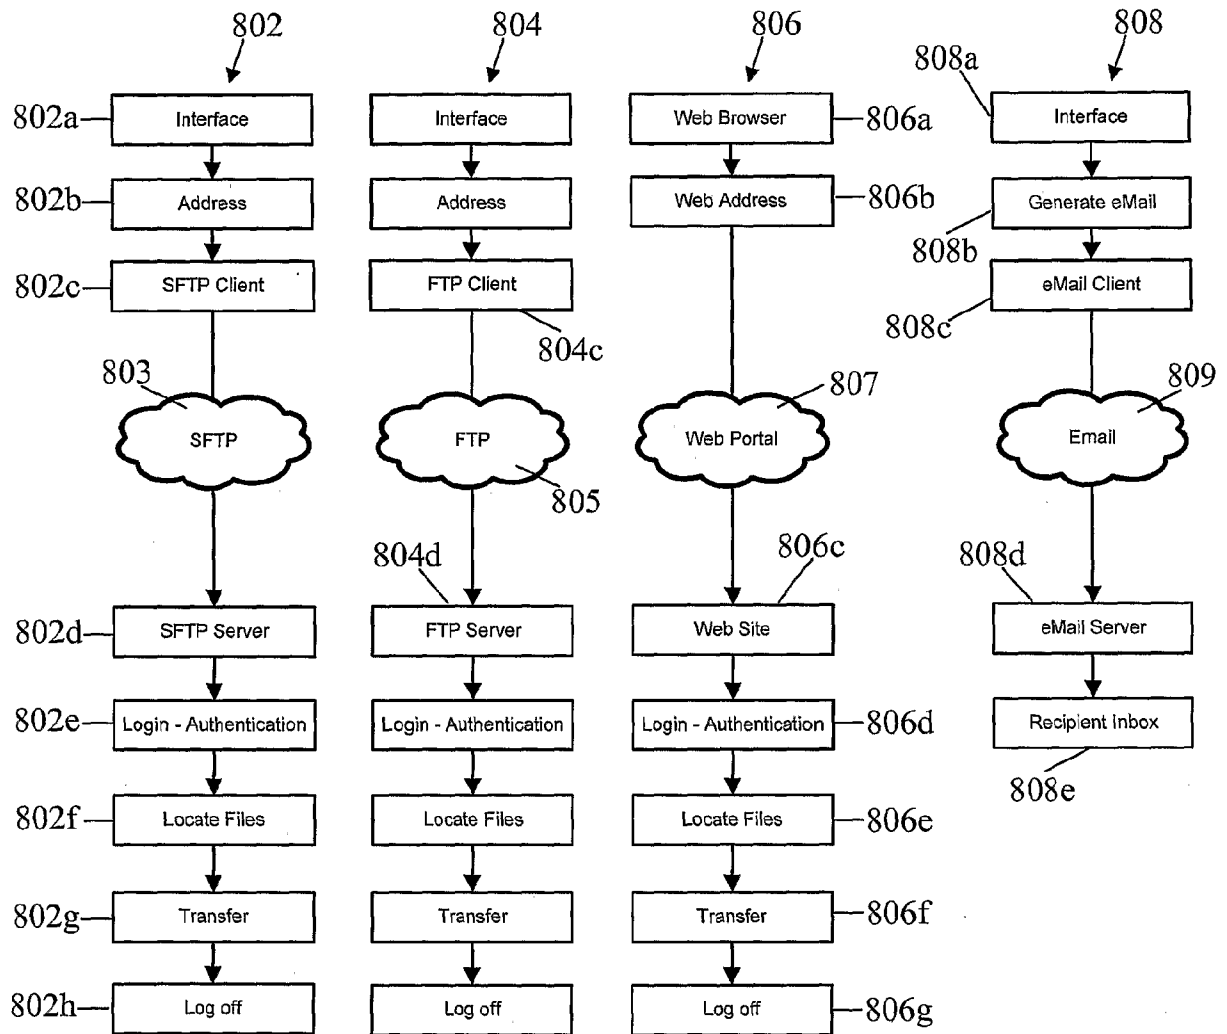 802 804 806 808
808a
802a Interface Interface Web Browser 806a Interface
802b Address Address Web Address 806b Generate eMail
808b
802c SFTP Client FTP Client eMail Client
804c 808c
803 807 809
SFTP FTP Web Portal Email
805
804d 806c 808d
802d SFTP Server FTP Server Web Site eMail Server
802e Login - Authentication Login - Authentication Login - Authentication 806d Recipient Inbox
808e
802f Locate Files Locate Files Locate Files 806e
802g Transfer Transfer Transfer 806f
802h Log off Log off Log off 806g